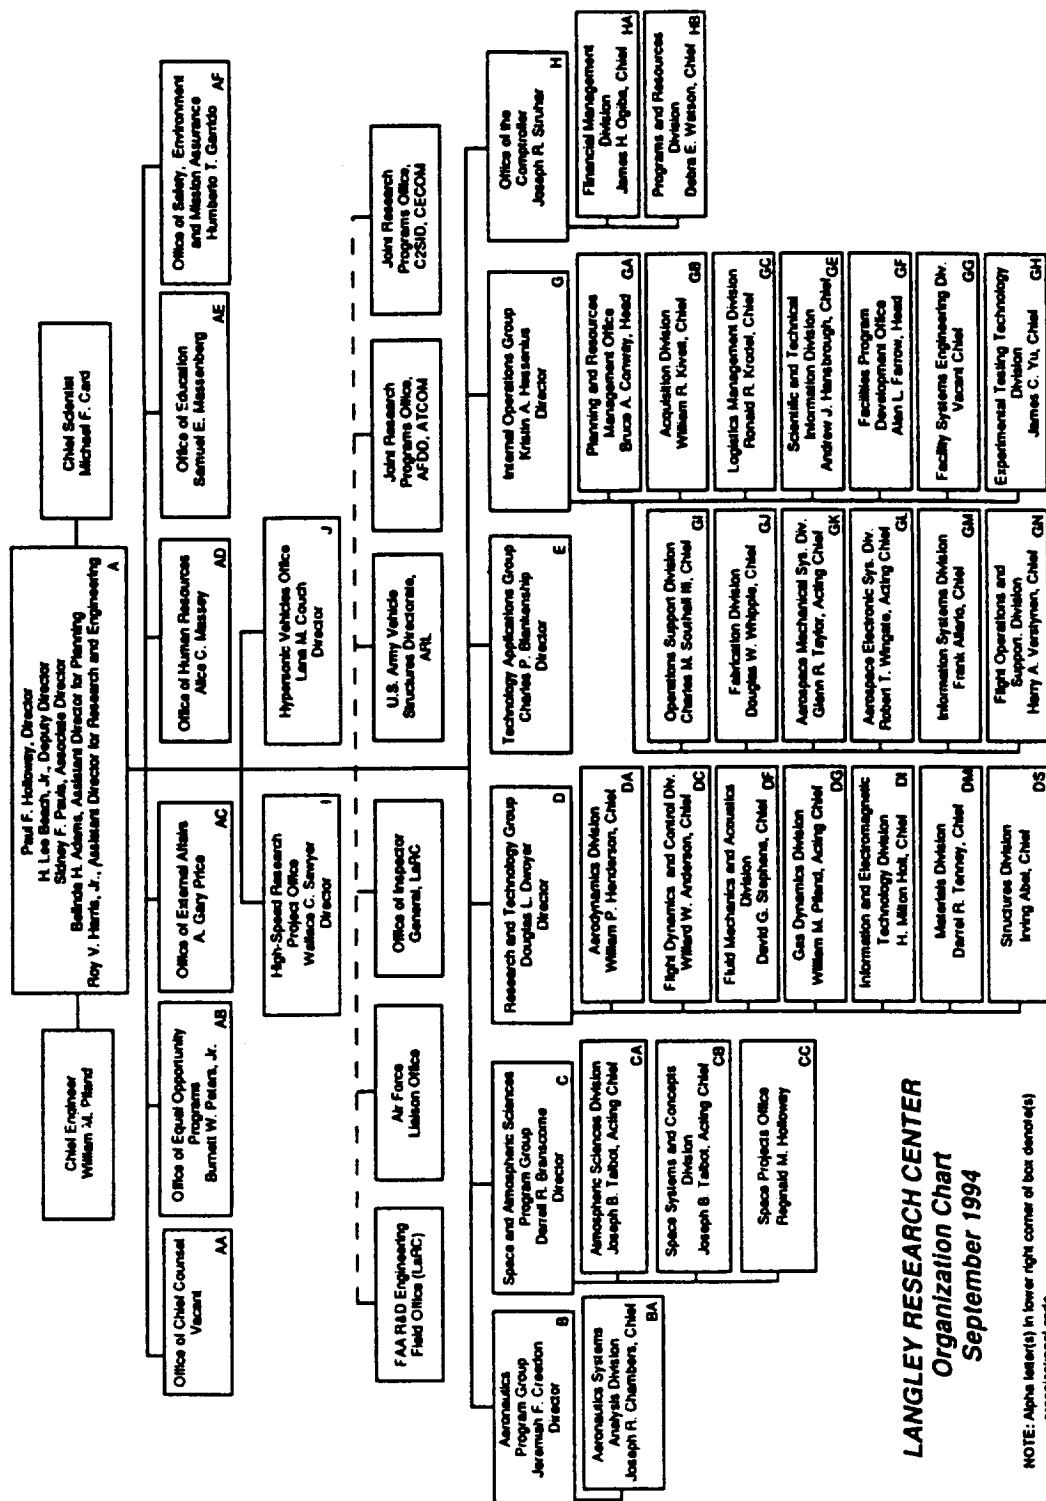 Paul F. Holloway, Director
H. Lee Beach, Jr., Deputy Director
Sidney F. Pauls, Associate Director
Belinda H. Adams, Assistant Director for Planning
Roy V. Harris, Jr., Assistant Director for Research and Engineering
A
Chief Engineer
William M. Piland
Chief Scientist
Michael F. Card
Office of Chief Counsel
Vacant
AA
Office of Equal Opportunity
Programs
Burnett W. Peters, Jr.
AB
Office of External Affairs
A. Gary Price
AC
Office of Human Resources
Alice C. Massey
AD
Office of Education
Samuel E. Massenberg
AE
Office of Safety, Environment
and Mission Assurance
Humberto T. Garrido
AF
High-Speed Research
Project Office
Wallace C. Sawyer
Director
I
Hypersonic Vehicles Office
Lana M. Couch
Director
J
FAA R&D Engineering
Field Office (LaRC)
Air Force
Liaison Office
Office of Inspector
General, LaRC
U.S. Army Vehicle
Structures Directorate,
ARL
Joint Research
Programs Office,
AFDD, ATCOM
Joint Research
Programs Office,
C2SID, CECOM
Aeronautics
Program Group
Jeremiah F. Creedon
Director
B
Aeronautics Systems
Analysis Division
Joseph R. Chambers, Chief
BA
Space and Atmospheric Sciences
Program Group
Darrell R. Branscome
Director
C
Atmospheric Sciences Division
Joseph B. Talbot, Acting Chief
CA
Space Systems and Concepts
Division
Joseph B. Talbot, Acting Chief
CB
Space Projects Office
Reginald M. Holloway
CC
Research and Technology Group
Douglas L. Dwoyer
Director
D
Aerodynamics Division
William P. Henderson, Chief
DA
Flight Dynamics and Control Div.
Willard W. Anderson, Chief
DC
Fluid Mechanics and Acoustics
Division
David G. Stephens, Chief
DF
Gas Dynamics Division
William M. Piland, Acting Chief
DG
Information and Electromagnetic
Technology Division
H. Milton Holt, Chief
DI
Materials Division
Darrel R. Tenney, Chief
DM
Structures Division
Irving Abel, Chief
DS
Technology Applications Group
Charles P. Blankenship
Director
E
Internal Operations Group
Kristin A. Hessenius
Director
G
Planning and Resources
Management Office
Bruce A. Conway, Head
GA
Acquisition Division
William R. Kivett, Chief
GB
Logistics Management Division
Ronald R. Krodel, Chief
GC
Scientific and Technical
Information Division
Andrew J. Hansbrough, Chief
GE
Facilities Program
Development Office
Alan L. Farrow, Head
GF
Facility Systems Engineering Div.
Vacant Chief
GG
Experimental Testing Technology
Division
James C. Yu, Chief
GH
Operations Support Division
Charles M. Southall III, Chief
GI
Fabrication Division
Douglas W. Whipple, Chief
GJ
Aerospace Mechanical Sys. Div.
Glenn R. Taylor, Acting Chief
GK
Aerospace Electronic Sys. Div.
Robert T. Wingate, Acting Chief
GL
Information Systems Division
Frank Allario, Chief
GM
Flight Operations and
Support. Division
Harry A. Verstynen, Chief
GN
Office of the
Comptroller
Joseph R. Struhar
H
Flinancial Management
Division
James H. Ogiba, Chief
HA
Programs and Resources
Division
Debra E. Watson, Chief
HB
LANGLEY RESEARCH CENTER
Organization Chart
September 1994
NOTE: Alpha letter(s) in lower right corner of box denote(s)